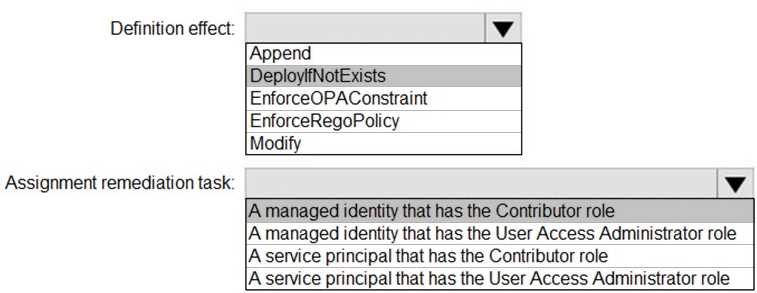 Definition effect:
Append
DeployIfNotExists
EnforceOPAConstraint
EnforceRegoPolicy
Modify
Assignment remediation task:
A managed identity that has the Contributor role
A managed identity that has the User Access Administrator role
A service principal that has the Contributor role
A service principal that has the User Access Administrator role